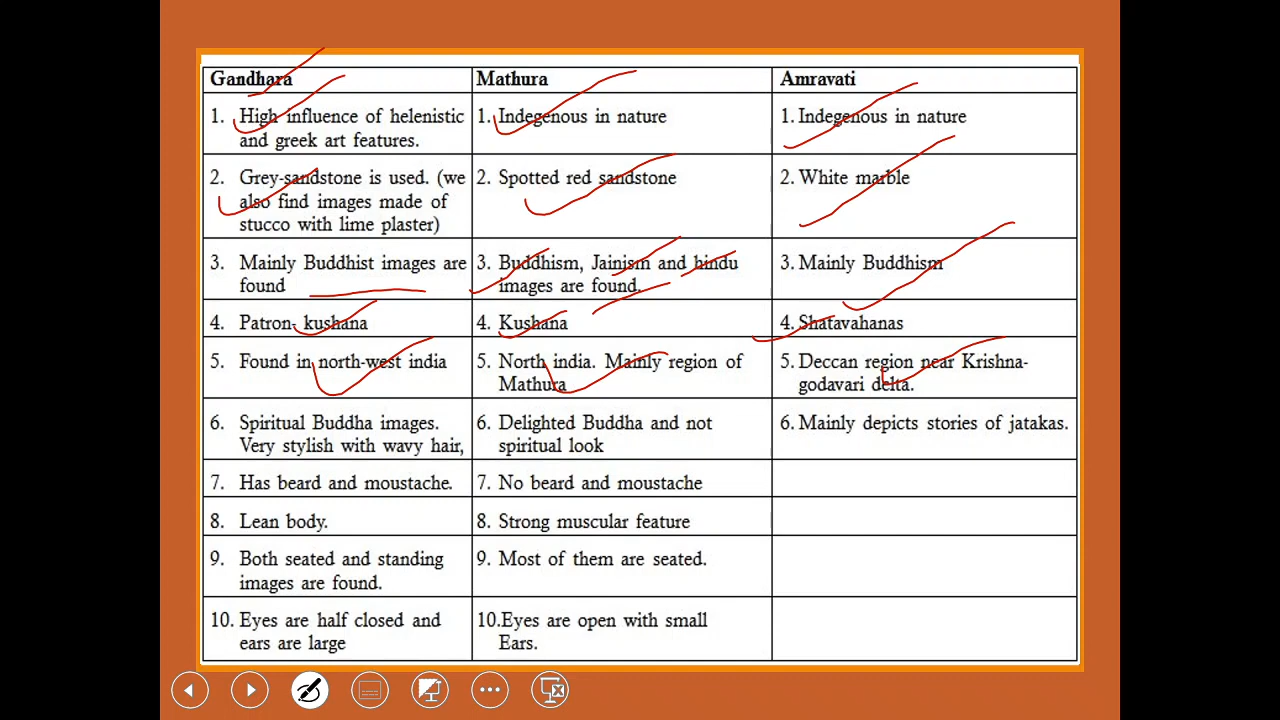 Gandhara
Mathura
Amravati
1. High influence of helenistic
and greek art features.
1. Indegenous in nature
1. Indegenous in nature
2. Grey-sandstone is used. (we
also find images made of
stucco with lime plaster)
2. Spotted red sandstone
2. White marble
3. Mainly Buddhist images are
found
3. Buddhism, Jainism and hindu
images are found.
3. Mainly Buddhism
4. Patron- kushana
4. Kushana
4. Shatavahanas
5. Found in north-west india
5. North india. Mainly region of
Mathura
5. Deccan region near Krishna-
godavari delta.
6. Spiritual Buddha images.
Very stylish with wavy hair,
6. Delighted Buddha and not
spiritual look
6. Mainly depicts stories of jatakas.
7. Has beard and moustache.
7. No beard and moustache
8. Lean body.
8. Strong muscular feature
9. Both seated and standing
images are found.
9. Most of them are seated.
10. Eyes are half closed and
ears are large
10.Eyes are open with small
Ears.